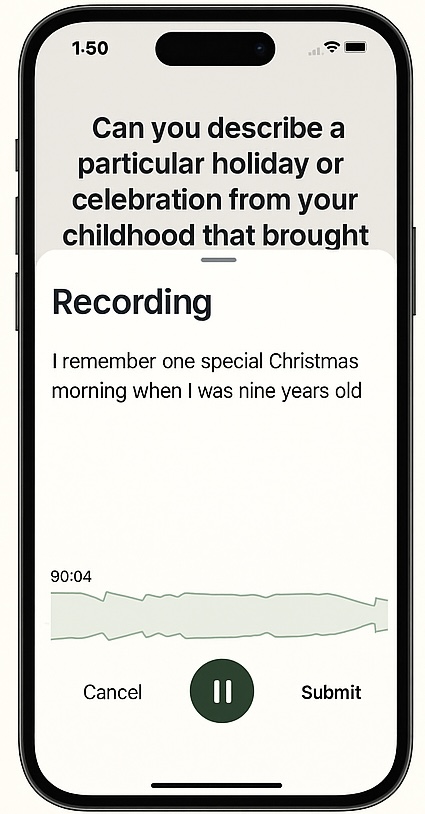 1:50
Can you describe a
particular holiday or
celebration from your
childhood that brought
Recording
I remember one special Christmas
morning when I was nine years old
90:04
Cancel
Submit